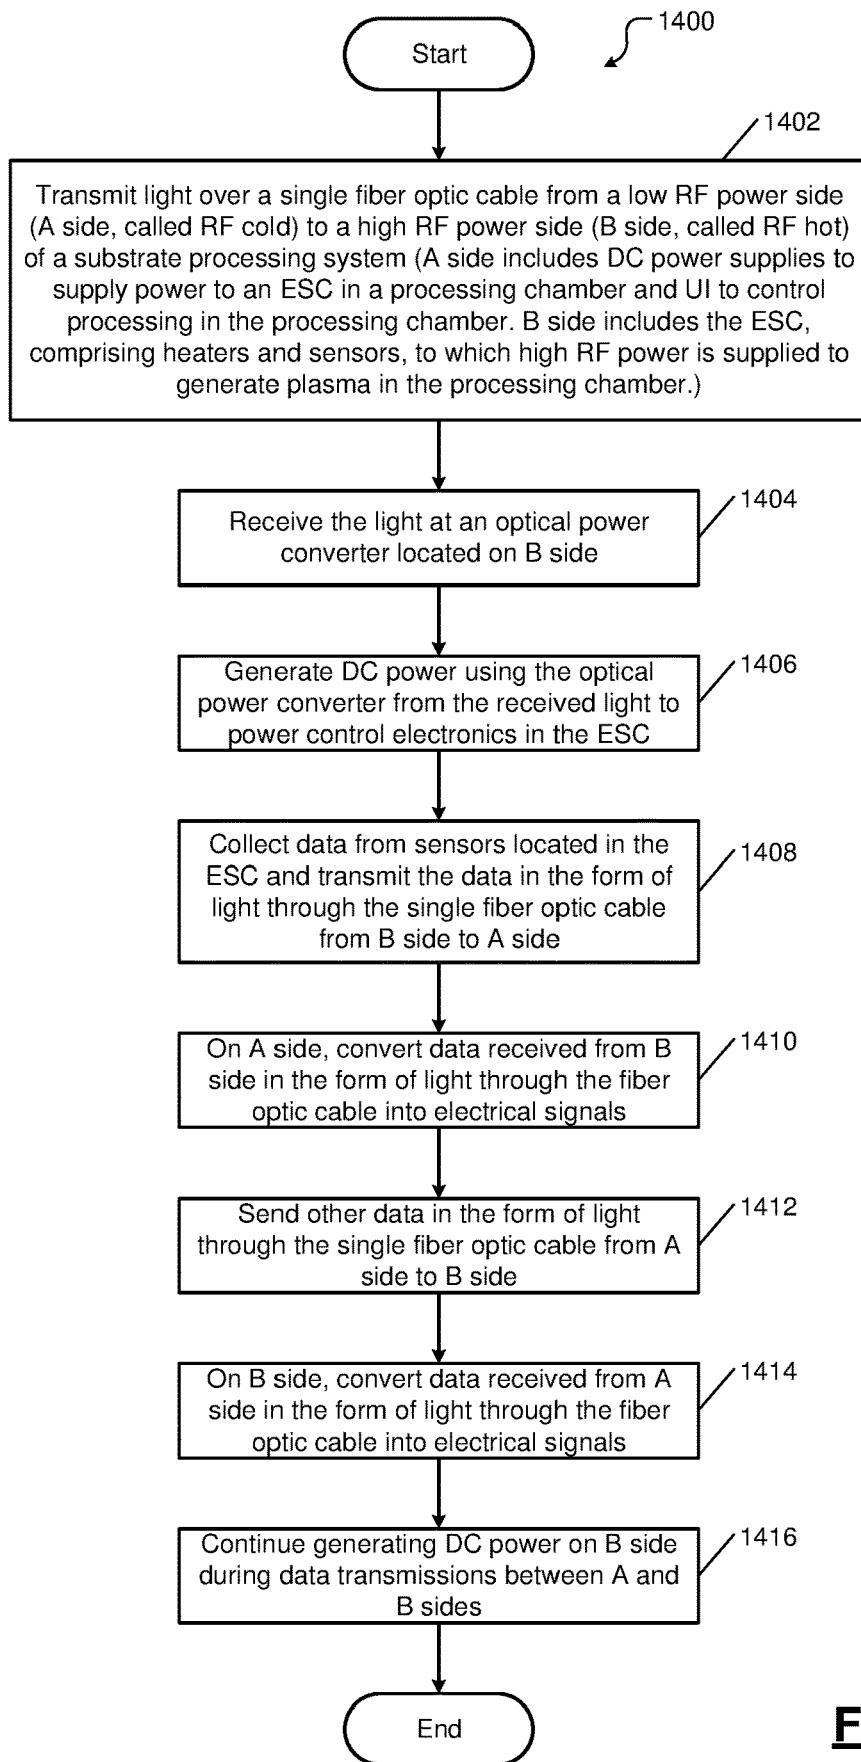 Start
1400
1402
Transmit light over a single fiber optic cable from a low RF power side
(A side, called RF cold) to a high RF power side (B side, called RF hot)
of a substrate processing system (A side includes DC power supplies to
supply power to an ESC in a processing chamber and UI to control
processing in the processing chamber. B side includes the ESC,
comprising heaters and sensors, to which high RF power is supplied to
generate plasma in the processing chamber.)
1404
Receive the light at an optical power
converter located on B side
1406
Generate DC power using the optical
power converter from the received light to
power control electronics in the ESC
1408
Collect data from sensors located in the
ESC and transmit the data in the form of
light through the single fiber optic cable
from B side to A side
1410
On A side, convert data received from B
side in the form of light through the fiber
optic cable into electrical signals
1412
Send other data in the form of light
through the single fiber optic cable from A
side to B side
1414
On B side, convert data received from A
side in the form of light through the fiber
optic cable into electrical signals
1416
Continue generating DC power on B side
during data transmissions between A and
B sides
End
F